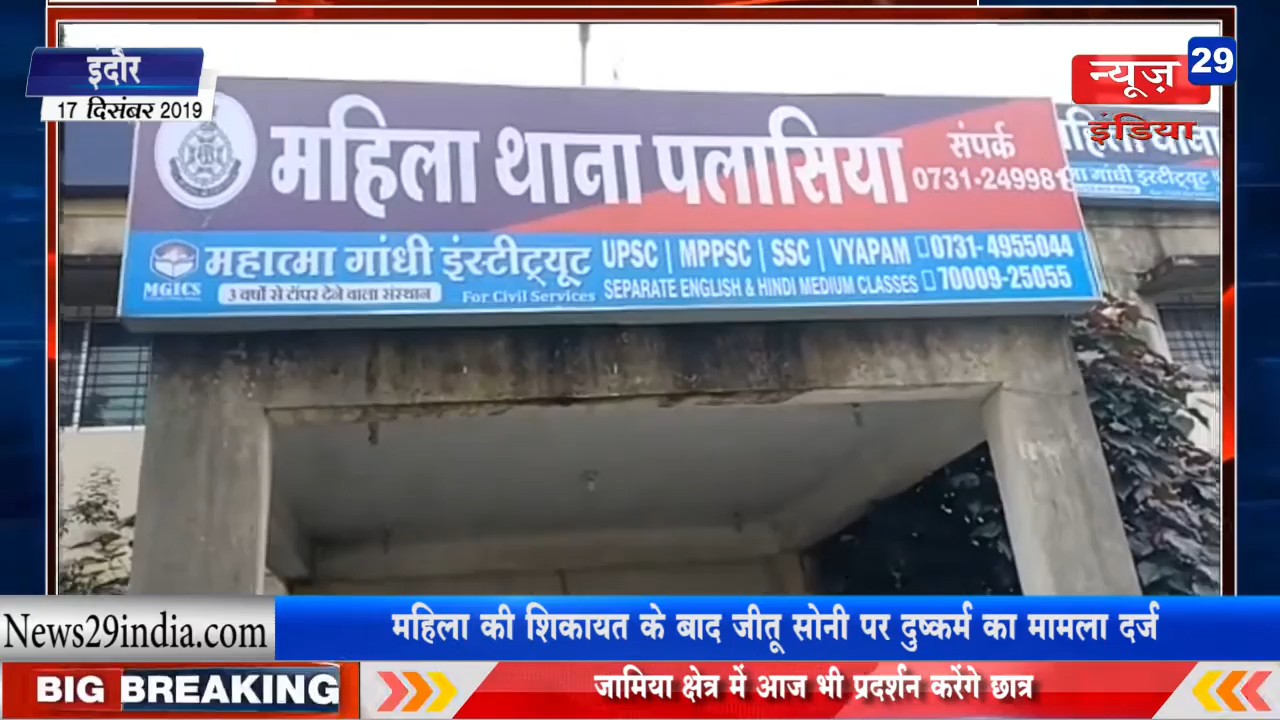 इंदौर
17 दिसंबर 2019
न्यूज़ 29
इंडिया
महिला थाना पलासिया
संपर्क
0731-249981
महात्मा गांधी इंस्टीट्यूट
MGICS
3 वर्षो से टॉपर देने वाला संस्थान
For Civil Services
UPSC | MPPSC | SSC | VYAPAM 0731- 4955044
SEPARATE ENGLISH & HINDI MEDIUM CLASSES 70009-25055
गांधी इंस्टीट्यूट
News29india.com
महिला की शिकायत के बाद जीतू सोनी पर दुष्कर्म का मामला दर्ज
BIG BREAKING
जामिया क्षेत्र में आज भी प्रदर्शन करेंगे छात्र